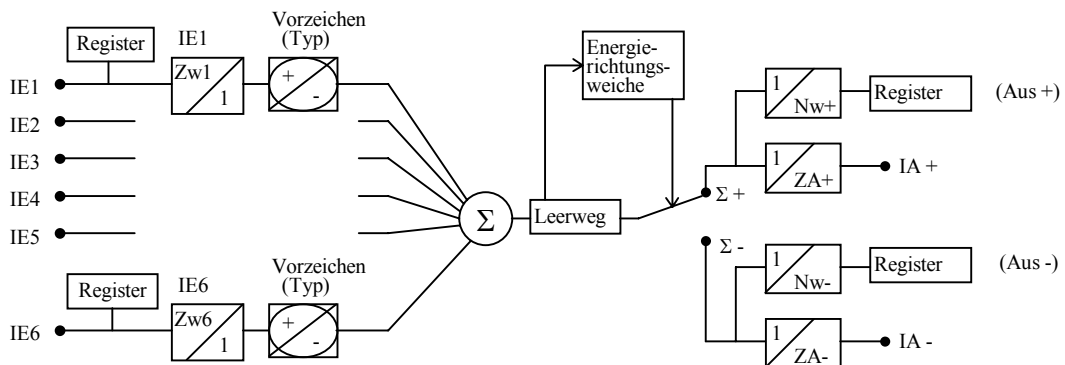 Vorzeichen
(Typ)
Register
IE1
Energie-
richtungs-
weiche
IE1
Zw1
1
+
-
1
Nw+
Register
(Aus +)
IE2
IE3
1
ZA+
IA +
IE4
Σ +
Σ
Leerweg
IE5
Σ -
Vorzeichen
(Typ)
1
Nw-
Register
(Aus -)
Register
IE6
IE6
Zw6
1
+
-
1
ZA-
IA -